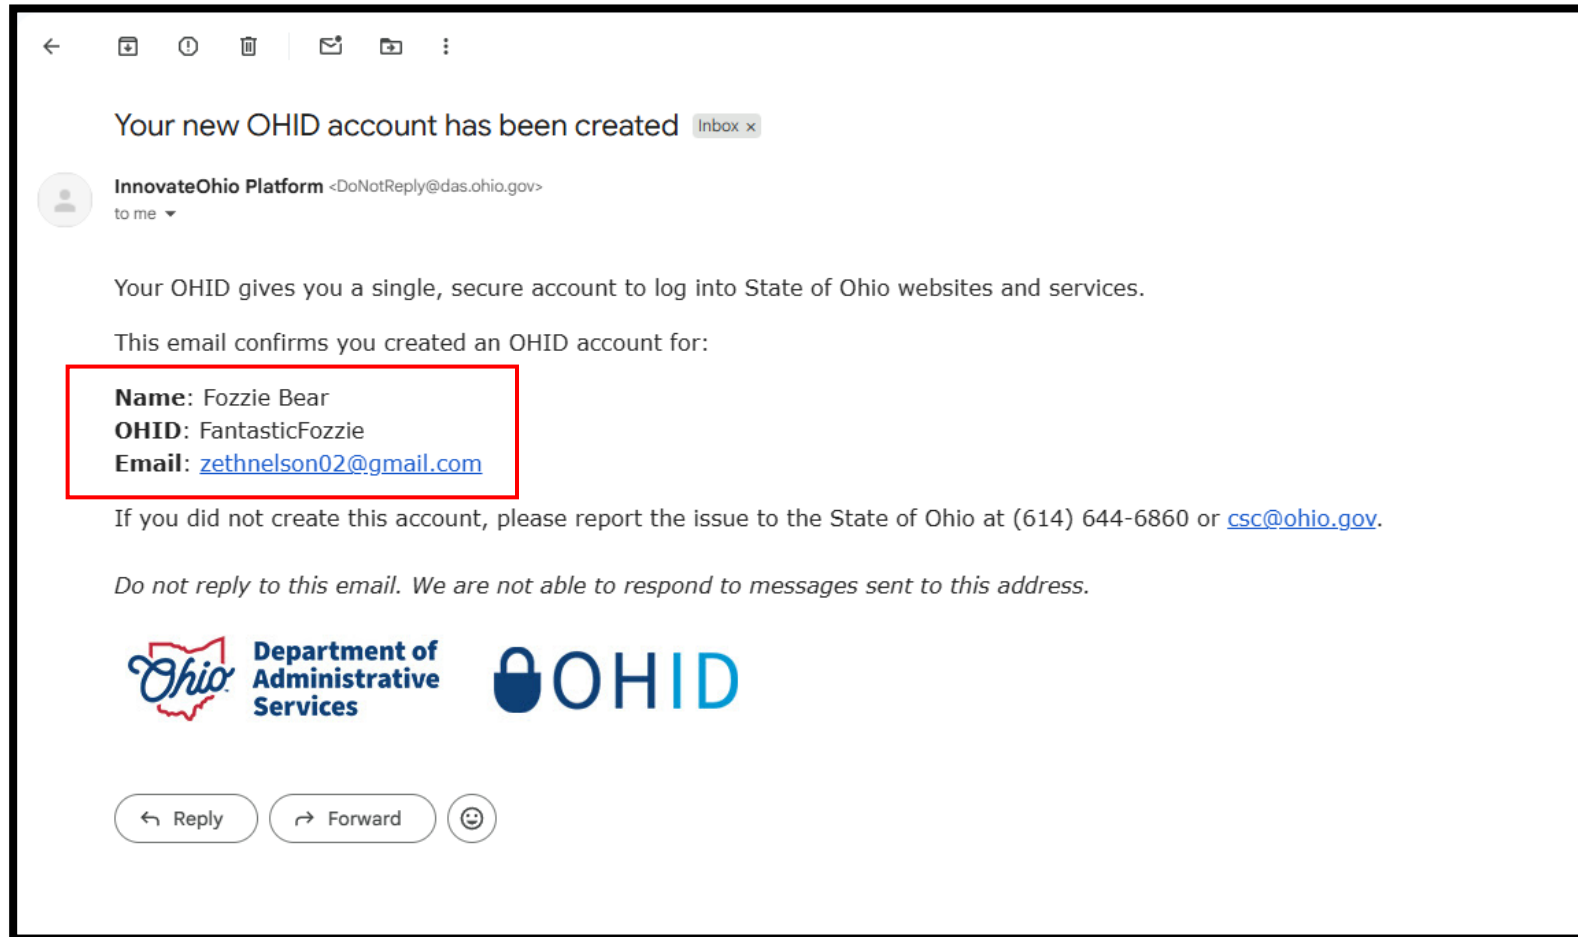 Your new OHID account has been created Inbox x
InnovateOhio Platform <DoNotReply@das.ohio.gov>
to me
Your OHID gives you a single, secure account to log into State of Ohio websites and services.
This email confirms you created an OHID account for:
Name: Fozzie Bear
OHID: FantasticFozzie
Email: zethnelson02@gmail.com
If you did not create this account, please report the issue to the State of Ohio at (614) 644-6860 or csc@ohio.gov.
Do not reply to this email. We are not able to respond to messages sent to this address.
Ohio
Department of
Administrative
Services
OHID
Reply
Forward